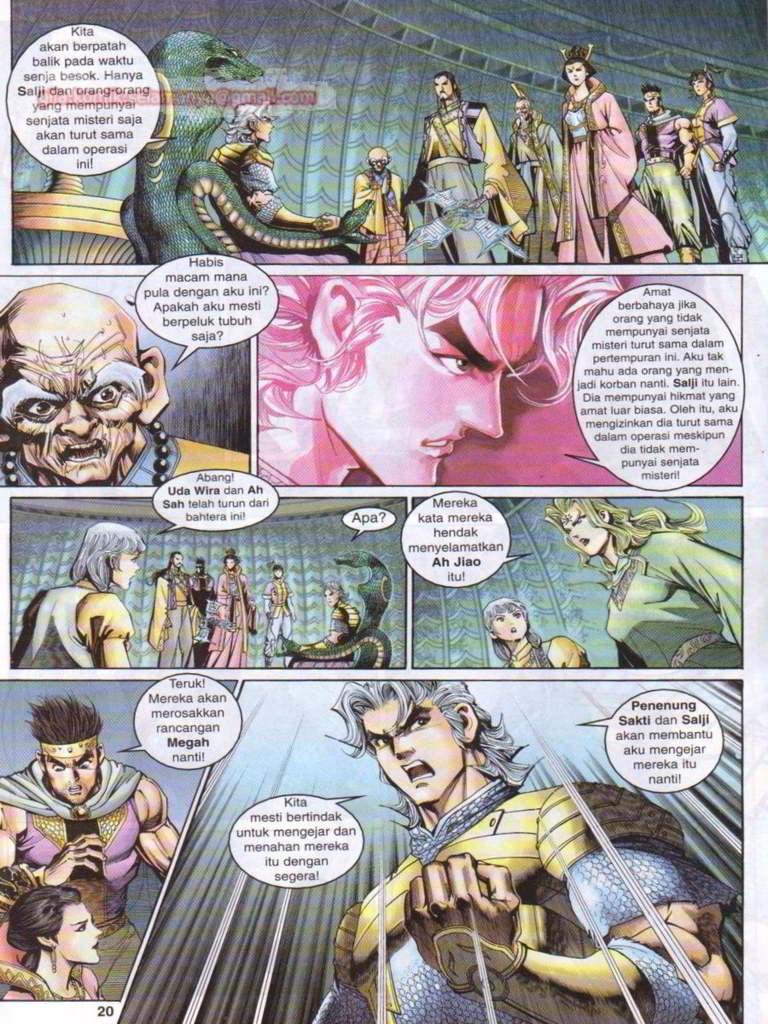 Kita
akan berpatah
balik pada waktu
senja besok. Hanya
Salji dan orang-orang
yang mempunyai
senjata misteri saja
akan turut sama
dalam operasi
ini!
Habis
macam mana
pula dengan aku ini?
Apakah aku mesti
berpeluk tubuh
saja?
Amat
berbahaya jika
orang yang tidak
mempunyai senjata
misteri turut sama dalam
pertempuran ini. Aku tak
mahu ada orang yang men-
jadi korban nanti. Salji itu lain.
Dia mempunyai hikmat yang
amat luar biasa. Oleh itu, aku
mengizinkan dia turut sama
dalam operasi meskipun
dia tidak mem-
punyai senjata
misteri!
Abang!
Uda Wira dan Ah
Sah telah turun dari
bahtera ini!
Apa?
Mereka
kata mereka
hendak
menyelamatkan
Ah Jiao
itu!
Teruk!
Mereka akan
merosakkan
rancangan
Megah
nanti!
Penenung
Sakti dan Salji
akan membantu
aku mengejar
mereka itu
nanti!
Kita
mesti bertindak
untuk mengejar dan
menahan mereka
itu dengan
segera!
20